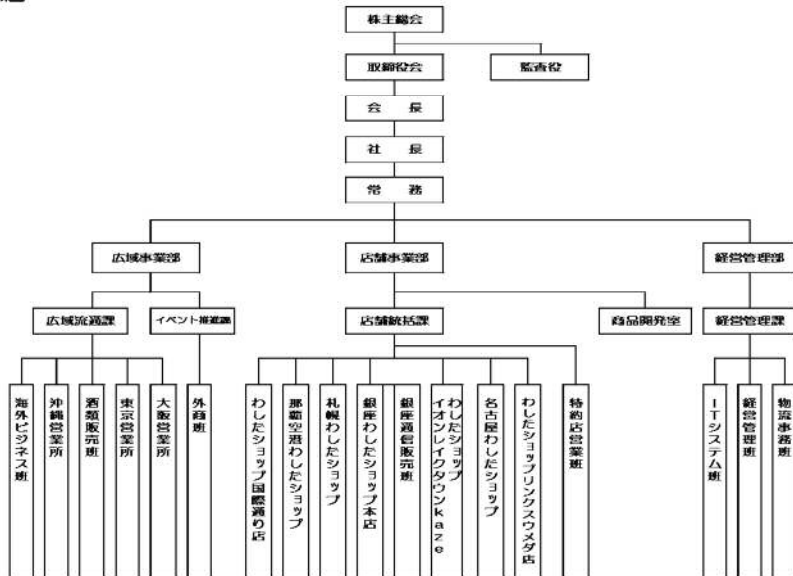 株主総会
取締役会
監査役
会　長
社　長
常　務
広域事業部
店舗事業部
経営管理部
広域流通課
イベント推進課
店舗統括課
商品開発室
経営管理課
海外ビジネス班
沖縄営業所
酒類販売班
東京営業所
大阪営業所
外商班
わしたショップ国際通り店
那覇空港わしたショップ
札幌わしたショップ
銀座わしたショップ本店
銀座通信販売班
わしたショップ
イオンレイクタウンkaze
名古屋わしたショップ
わしたショップリンクスウメダ店
特約店営業班
ITシステム班
経営管理班
物流事務班